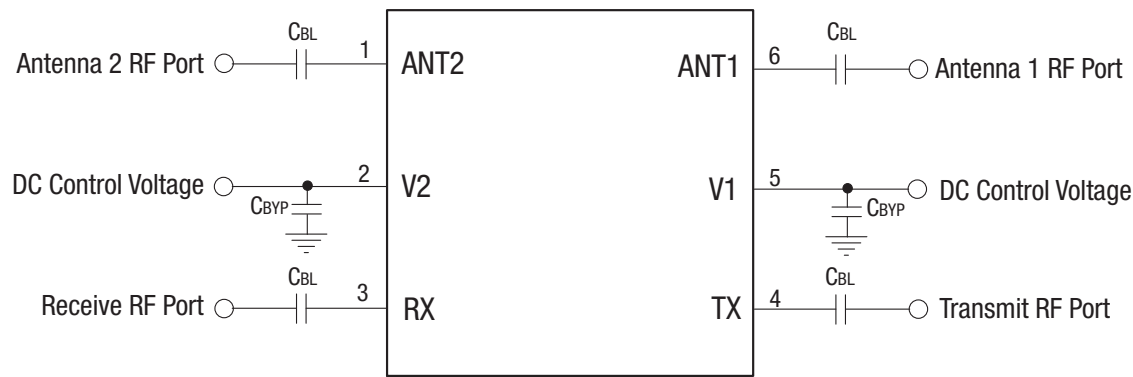 CBL
Antenna 2 RF Port
1
ANT2
ANT1
6
CBL
Antenna 1 RF Port
DC Control Voltage
2
V2
CBYP
V1
5
DC Control Voltage
CBYP
Receive RF Port
CBL
3
RX
TX
4
CBL
Transmit RF Port